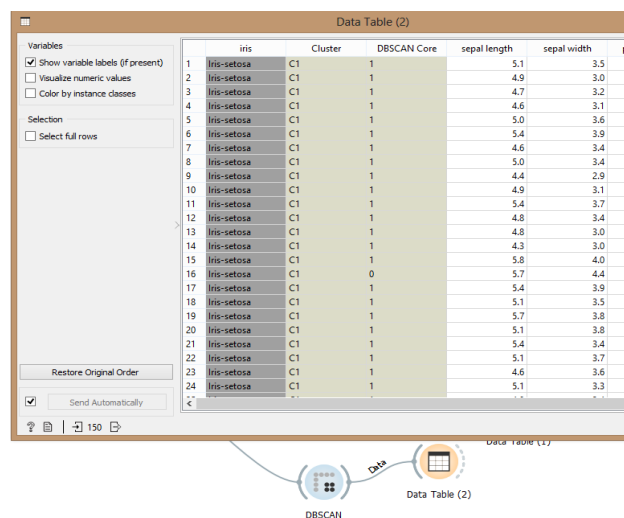 Data Table (2)
Variables
Show variable labels (if present)
Visualize numeric values
Color by instance classes
Selection
Select full rows
Restore Original Order
Send Automatically
150
iris Cluster DBSCAN Core sepal length sepal width
1 Iris-setosa C1 1 5.1 3.5
2 Iris-setosa C1 1 4.9 3.0
3 Iris-setosa C1 1 4.7 3.2
4 Iris-setosa C1 1 4.6 3.1
5 Iris-setosa C1 1 5.0 3.6
6 Iris-setosa C1 1 5.4 3.9
7 Iris-setosa C1 1 4.6 3.4
8 Iris-setosa C1 1 5.0 3.4
9 Iris-setosa C1 1 4.4 2.9
10 Iris-setosa C1 1 4.9 3.1
11 Iris-setosa C1 1 5.4 3.7
12 Iris-setosa C1 1 4.8 3.4
13 Iris-setosa C1 1 4.8 3.0
14 Iris-setosa C1 1 4.3 3.0
15 Iris-setosa C1 1 5.8 4.0
16 Iris-setosa C1 0 5.7 4.4
17 Iris-setosa C1 1 5.4 3.9
18 Iris-setosa C1 1 5.1 3.5
19 Iris-setosa C1 1 5.7 3.8
20 Iris-setosa C1 1 5.1 3.8
21 Iris-setosa C1 1 5.4 3.4
22 Iris-setosa C1 1 5.1 3.7
23 Iris-setosa C1 1 4.6 3.6
24 Iris-setosa C1 1 5.1 3.3
Data Table (1)
Data
Data Table (2)
DBSCAN